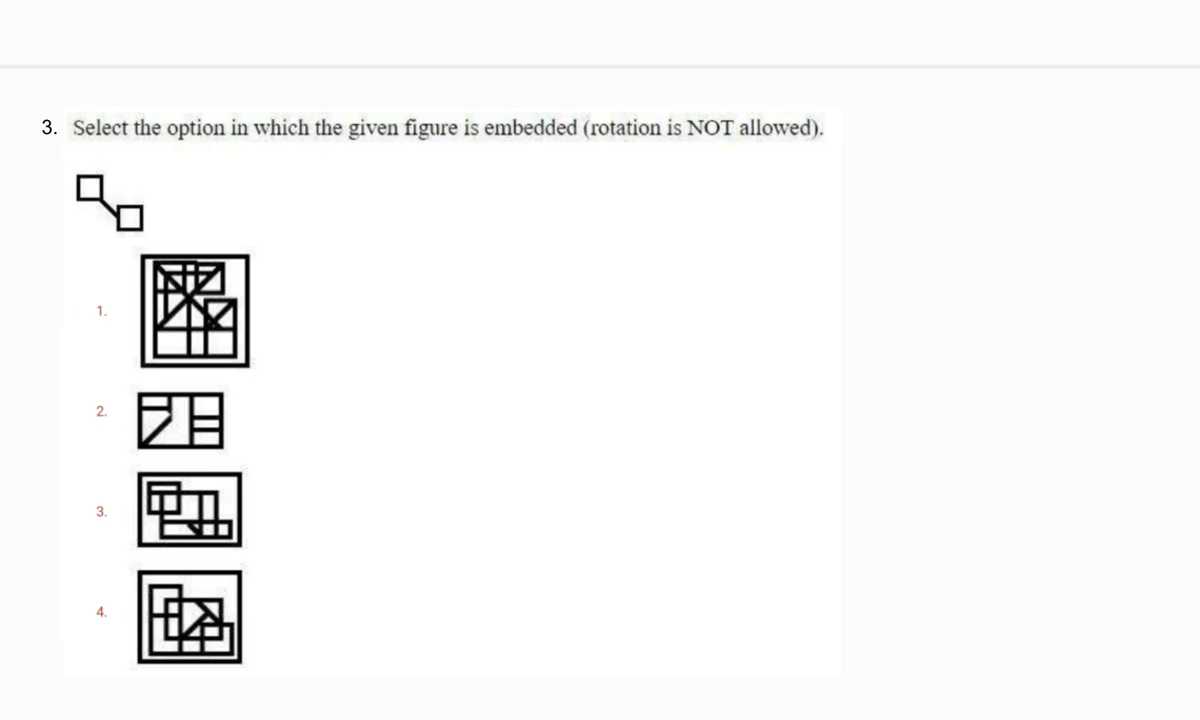 3. Select the option in which the given figure is embedded (rotation is NOT allowed).
1.
2.
3.
4.